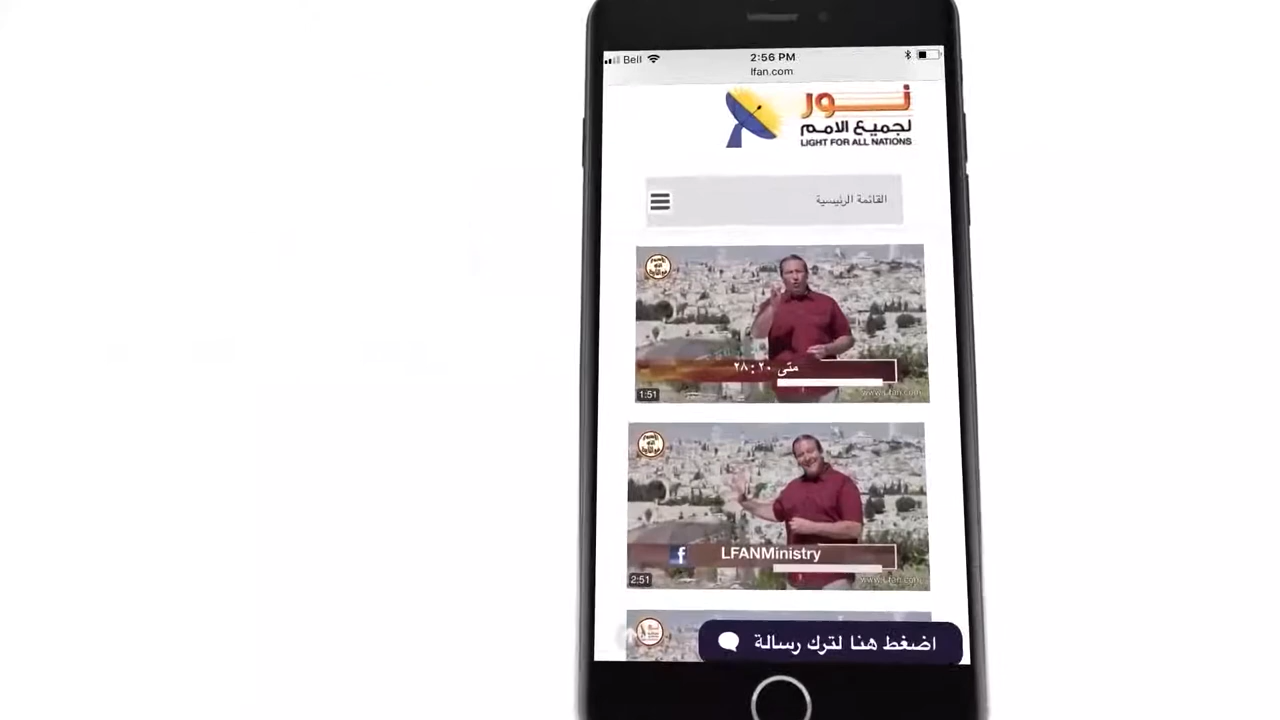 Bell
2:56 PM
lfan.com
نور
لجميع الامم
LIGHT FOR ALL NATIONS
القائمة الرئيسية
متى ٢٠ : ٢٨
1:51
www.Lfan.com
LFANMinistry
2:51
www.Lfan.com
اضغط هنا لترك رسالة